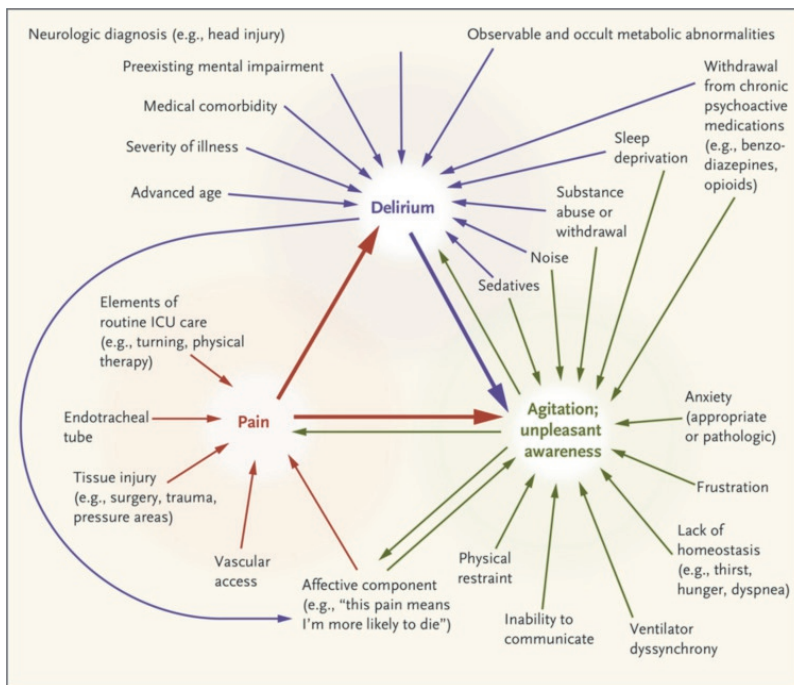 Neurologic diagnosis (e.g., head injury)
Observable and occult metabolic abnormalities
Preexisting mental impairment
Medical comorbidity
Severity of illness
Advanced age
Withdrawal
from chronic
psychoactive
medications
(e.g., benzo-
diazepines,
opioids)
Sleep
deprivation
Substance
abuse or
withdrawal
Noise
Sedatives
Delirium
Elements of
routine ICU care
(e.g., turning, physical
therapy)
Endotracheal
tube
Pain
Tissue injury
(e.g., surgery, trauma,
pressure areas)
Vascular
access
Affective component
(e.g., “this pain means
I’m more likely to die”)
Agitation;
unpleasant
awareness
Anxiety
(appropriate
or pathologic)
Frustration
Lack of
homeostasis
(e.g., thirst,
hunger, dyspnea)
Physical
restraint
Inability to
communicate
Ventilator
dyssynchrony